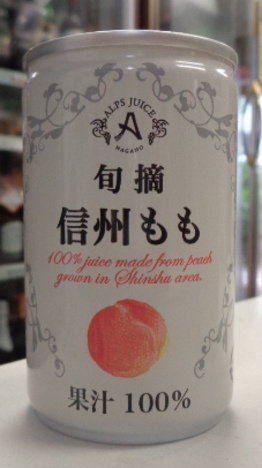 ALPS JUICE
A
NAGANO
旬摘
信州もも
100% juice made from peach
grown in Shinshu area.
果汁 100%